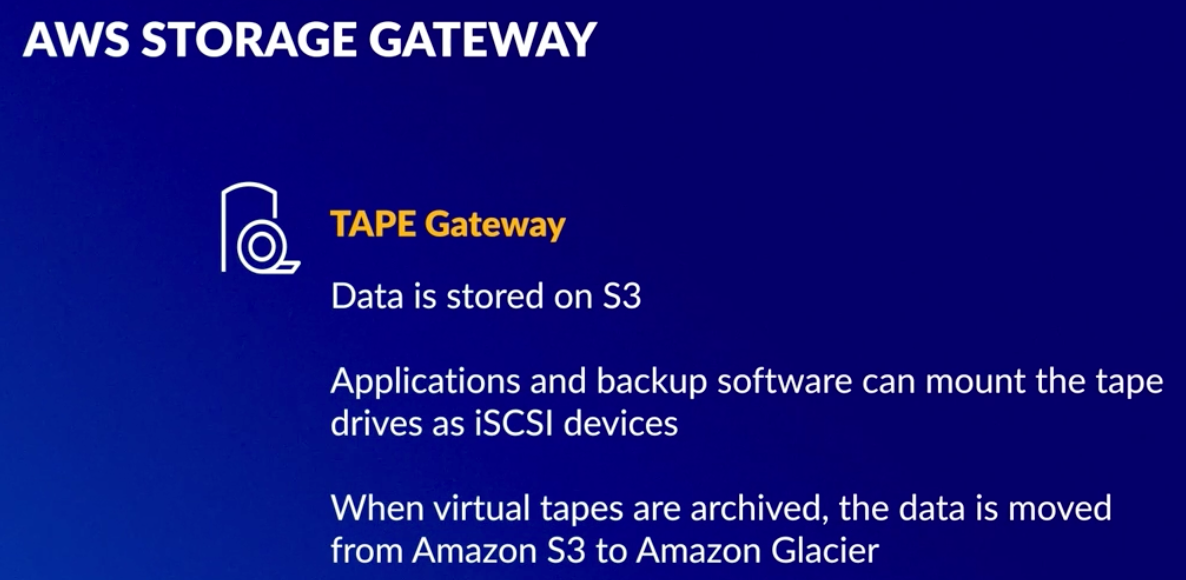 AWS STORAGE GATEWAY
TAPE Gateway
Data is stored on S3
Applications and backup software can mount the tape
drives as iSCSI devices
When virtual tapes are archived, the data is moved
from Amazon S3 to Amazon Glacier